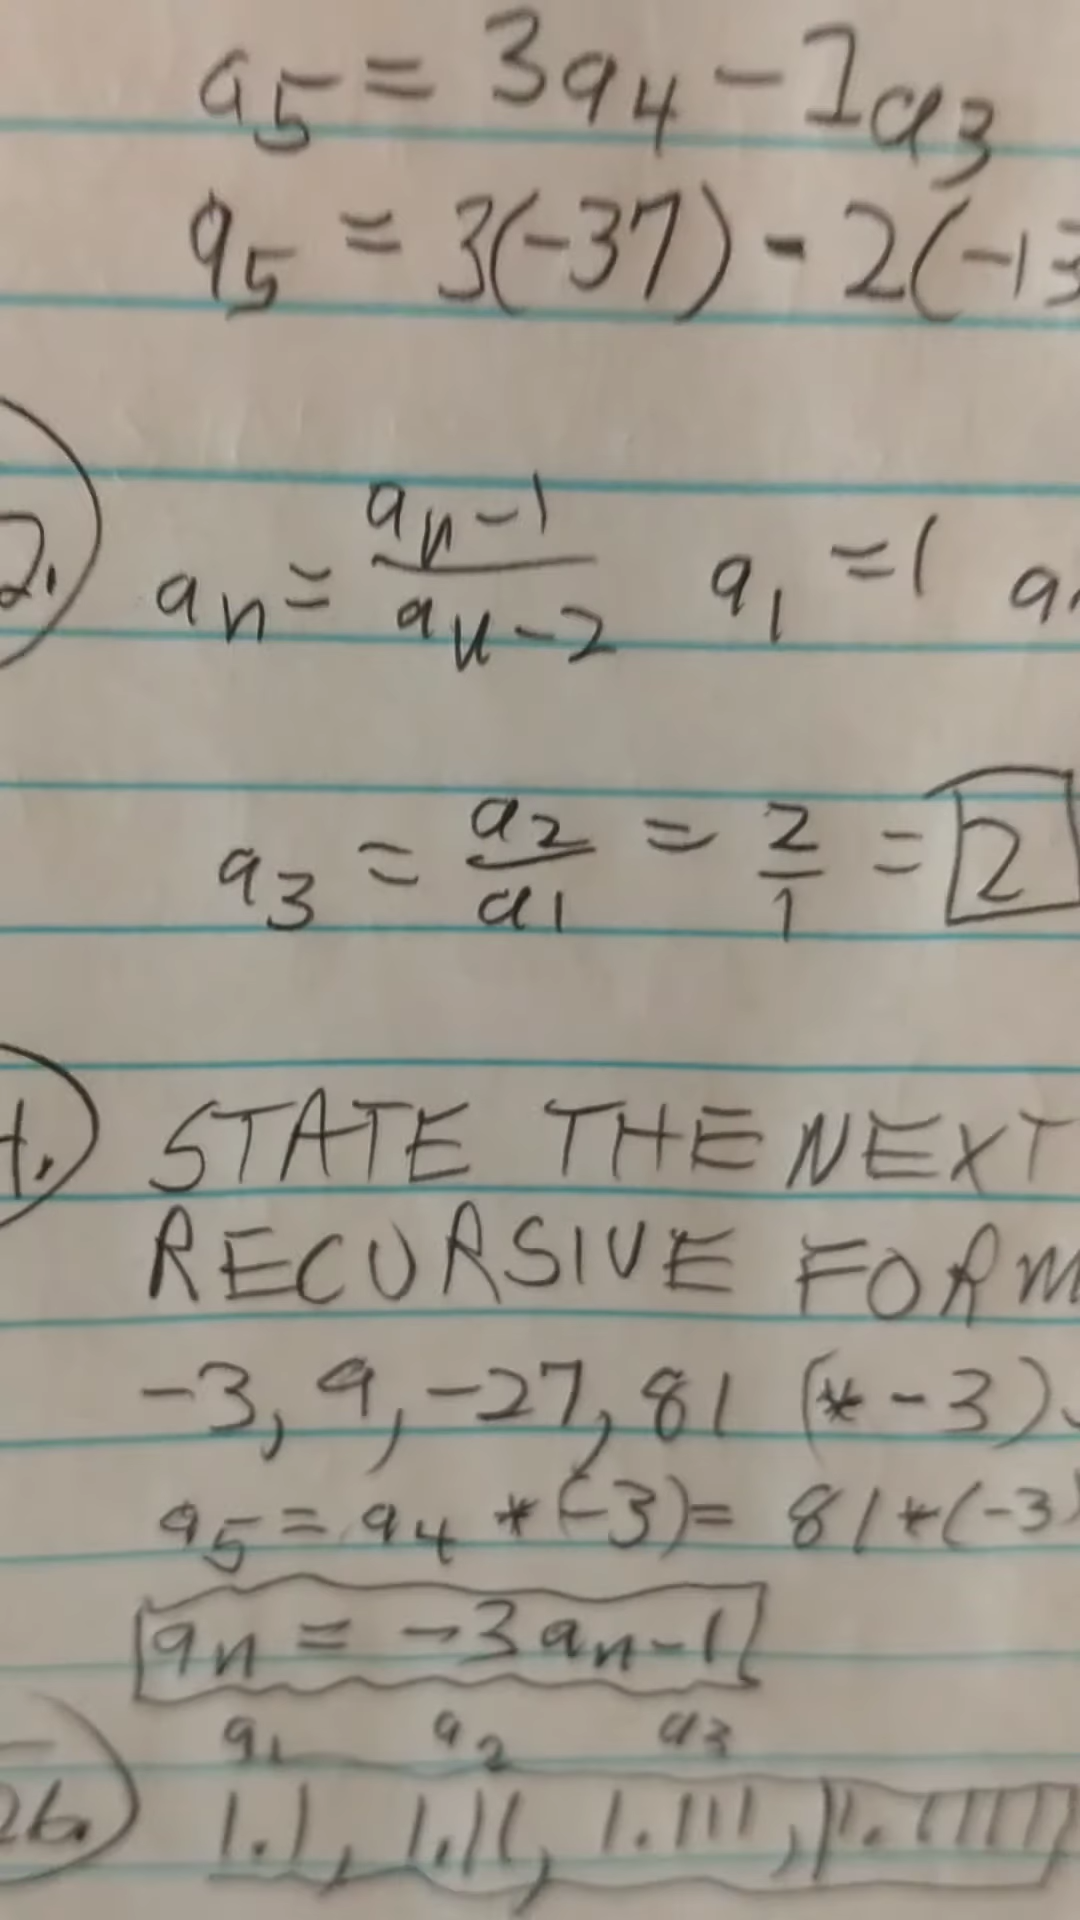 a5 = 3a4 - 2a3
a5 = 3(-37) - 2(-13
2. an = an-1/an-2 a1 = 1 a
a3 = a2/a1 = 2/1 = 2
4. STATE THE NEXT
RECURSIVE FORM
-3, 9, -27, 81 (* -3).
a5 = a4 * (-3) = 81 * (-3)
an = -3an-1
a1 a2 a3
26. 1.1, 1.11, 1.111, 1.1111